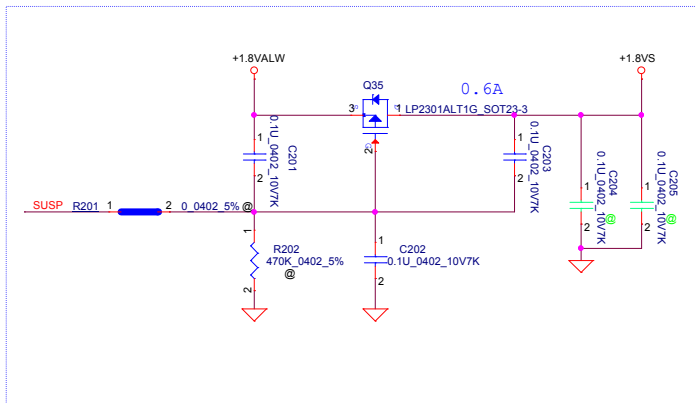 +1.8VALW
+1.8VS
Q35
0.6A
3
1
LP2301ALT1G_SOT23-3
2
1
2
C201
0.1U_0402_10V7K
1
2
C203
0.1U_0402_10V7K
1
2
C204
0.1U_0402_10V7K
@
1
2
C205
0.1U_0402_10V7K
@
SUSP
R201
1
2
0_0402_5%
@
1
R202
470K_0402_5%
@
2
1
C202
0.1U_0402_10V7K
2